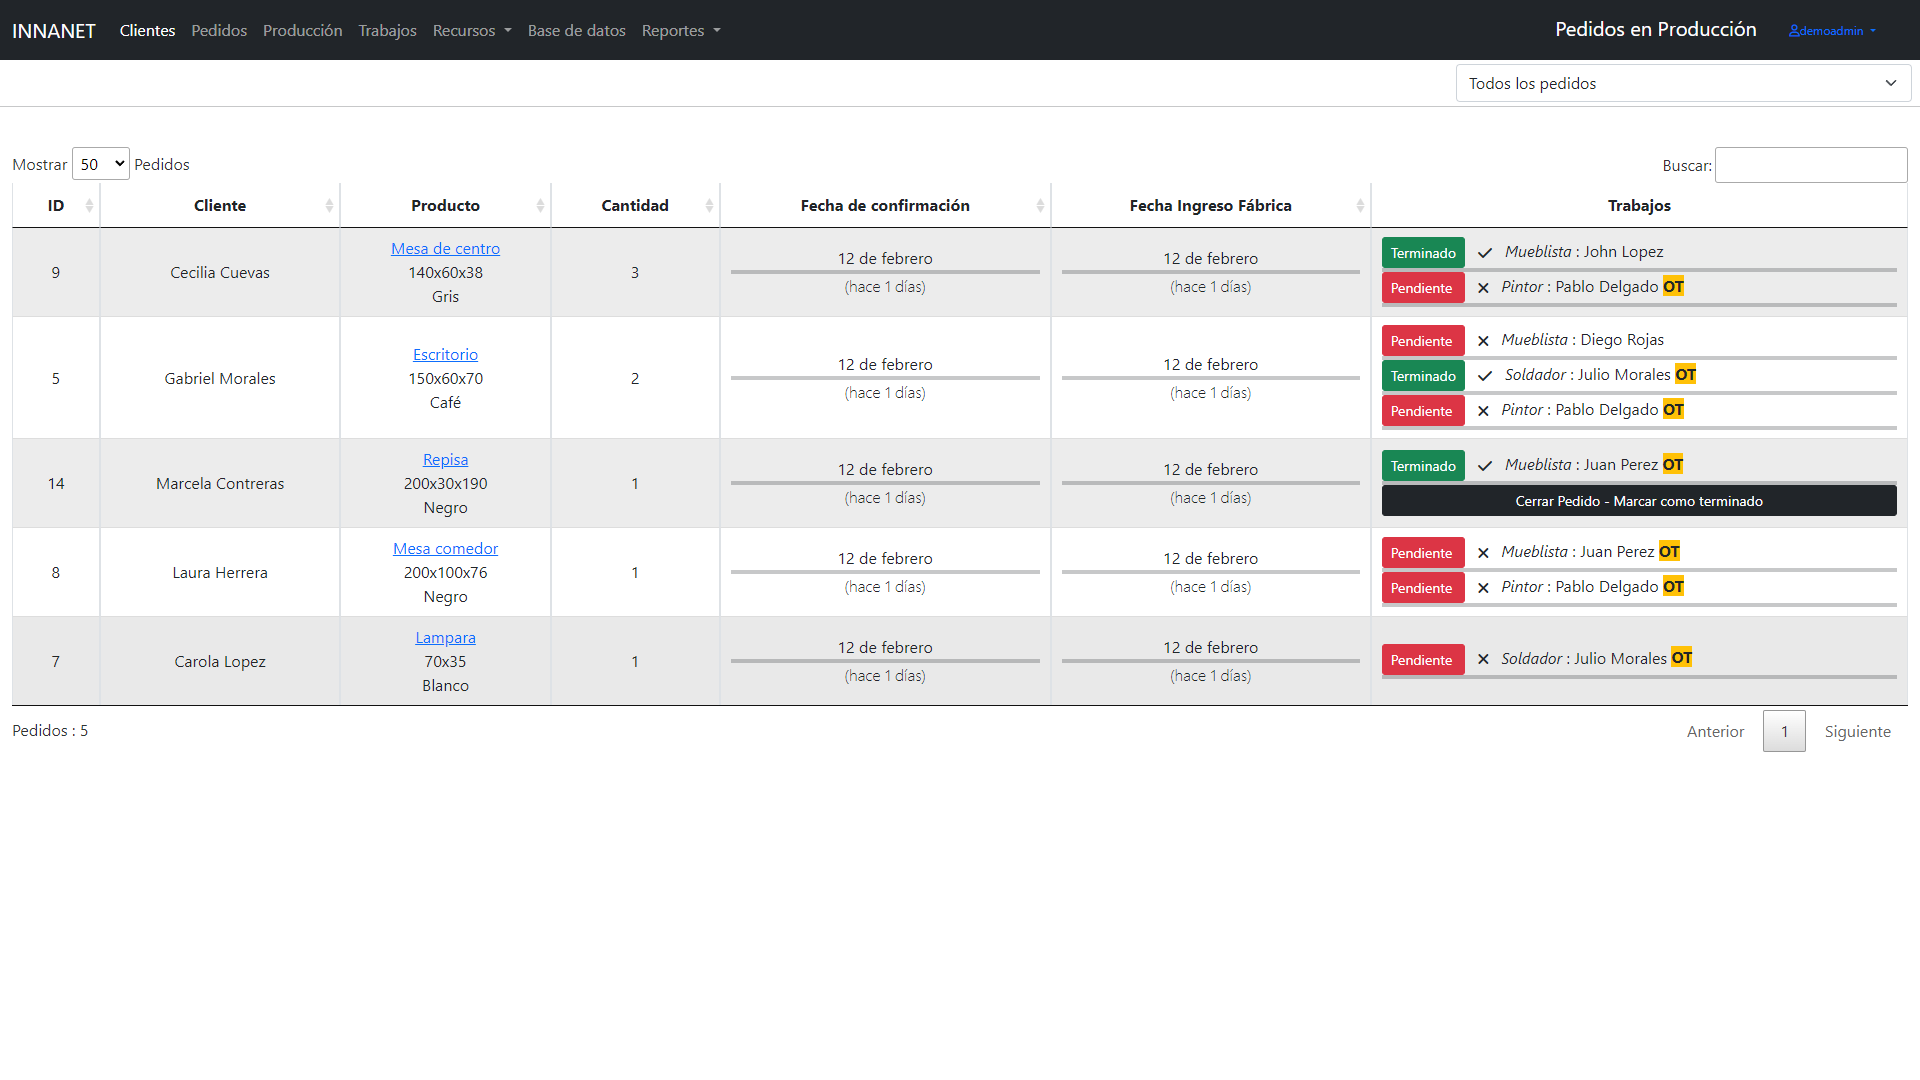 INNANET Clientes Pedidos Producción Trabajos Recursos Base de datos Reportes Pedidos en Producción demoadmin
Todos los pedidos
Mostrar 50 Pedidos Buscar:
ID Cliente Producto Cantidad Fecha de confirmación Fecha Ingreso Fábrica Trabajos
9 Cecilia Cuevas Mesa de centro 140x60x38 Gris 3 12 de febrero (hace 1 días) 12 de febrero (hace 1 días) Terminado Mueblista : John Lopez
Pendiente Pintor : Pablo Delgado OT
5 Gabriel Morales Escritorio 150x60x70 Café 2 12 de febrero (hace 1 días) 12 de febrero (hace 1 días) Pendiente Mueblista : Diego Rojas
Terminado Soldador : Julio Morales OT
Pendiente Pintor : Pablo Delgado OT
14 Marcela Contreras Repisa 200x30x190 Negro 1 12 de febrero (hace 1 días) 12 de febrero (hace 1 días) Terminado Mueblista : Juan Perez OT
Cerrar Pedido - Marcar como terminado
8 Laura Herrera Mesa comedor 200x100x76 Negro 1 12 de febrero (hace 1 días) 12 de febrero (hace 1 días) Pendiente Mueblista : Juan Perez OT
Pendiente Pintor : Pablo Delgado OT
7 Carola Lopez Lampara 70x35 Blanco 1 12 de febrero (hace 1 días) 12 de febrero (hace 1 días) Pendiente Soldador : Julio Morales OT
Pedidos : 5 Anterior 1 Siguiente